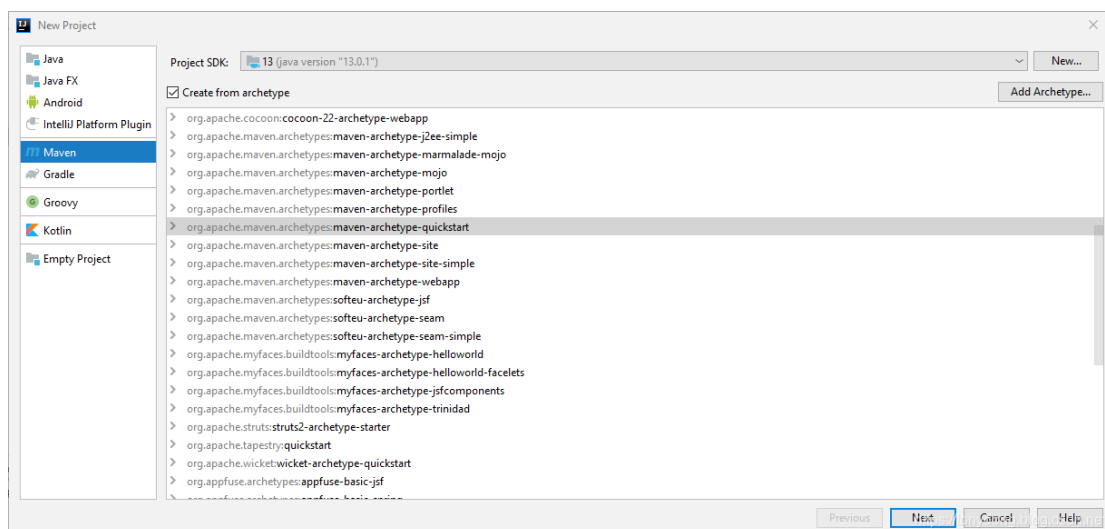 New Project
Java
Java FX
Android
IntelliJ Platform Plugin
Maven
Gradle
Groovy
Kotlin
Empty Project
Project SDK: 13 (java version "13.0.1") New...
Create from archetype Add Archetype...
org.apache.cocoon:cocoon-22-archetype-webapp
org.apache.maven.archetypes:maven-archetype-j2ee-simple
org.apache.maven.archetypes:maven-archetype-marmalade-mojo
org.apache.maven.archetypes:maven-archetype-mojo
org.apache.maven.archetypes:maven-archetype-portlet
org.apache.maven.archetypes:maven-archetype-profiles
org.apache.maven.archetypes:maven-archetype-quickstart
org.apache.maven.archetypes:maven-archetype-site
org.apache.maven.archetypes:maven-archetype-site-simple
org.apache.maven.archetypes:maven-archetype-webapp
org.apache.maven.archetypes:softeu-archetype-jsf
org.apache.maven.archetypes:softeu-archetype-seam
org.apache.maven.archetypes:softeu-archetype-seam-simple
org.apache.myfaces.buildtools:myfaces-archetype-helloworld
org.apache.myfaces.buildtools:myfaces-archetype-helloworld-facelets
org.apache.myfaces.buildtools:myfaces-archetype-jsfcomponents
org.apache.myfaces.buildtools:myfaces-archetype-trinidad
org.apache.struts:struts2-archetype-starter
org.apache.tapestry:quickstart
org.apache.wicket:wicket-archetype-quickstart
org.appfuse.archetypes:appfuse-basic-jsf
Previous Next Cancel Help